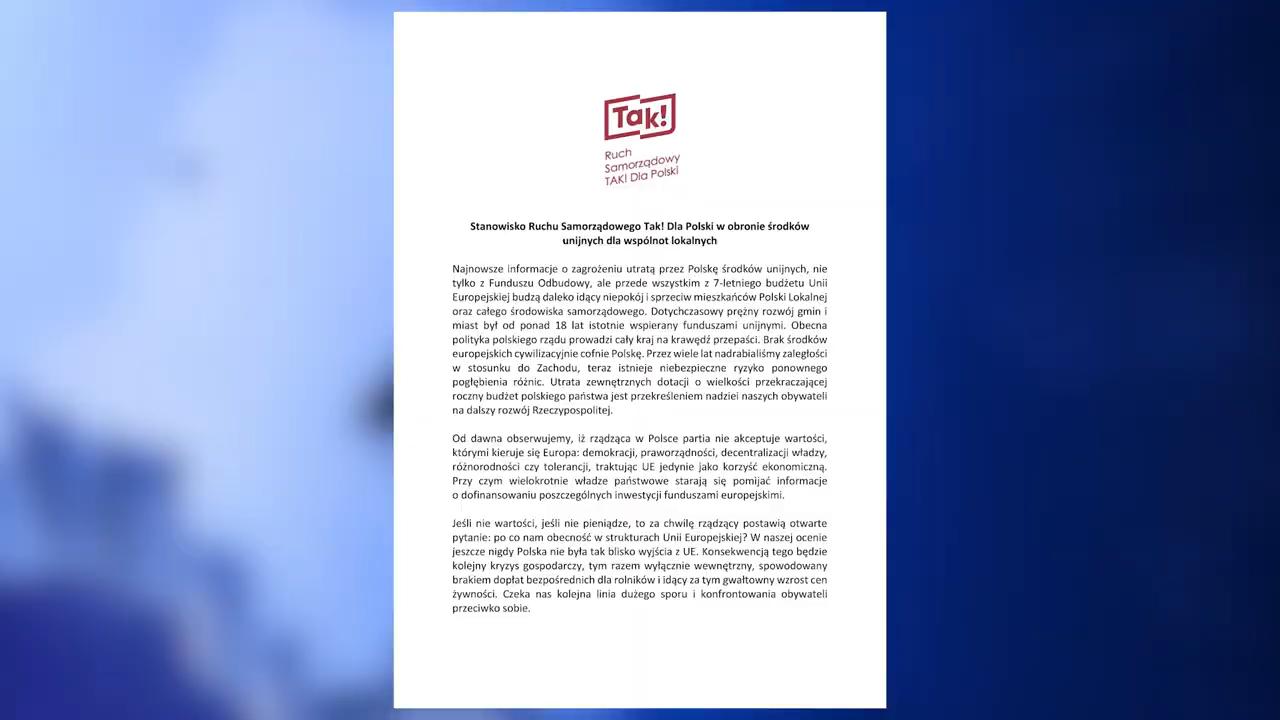 Tak!
Ruch
Samorządowy
TAK! Dla Polski
Stanowisko Ruchu Samorządowego Tak! Dla Polski w obronie środków
unijnych dla wspólnot lokalnych
Najnowsze informacje o zagrożeniu utratą przez Polskę środków unijnych, nie
tylko z Funduszu Odbudowy, ale przede wszystkim z 7-letniego budżetu Unii
Europejskiej budzą daleko idący niepokój i sprzeciw mieszkańców Polski Lokalnej
oraz całego środowiska samorządowego. Dotychczasowy prężny rozwój gmin i
miast był od ponad 18 lat istotnie wspierany funduszami unijnymi. Obecna
polityka polskiego rządu prowadzi cały kraj na krawędź przepaści. Brak środków
europejskich cywilizacyjnie cofnie Polskę. Przez wiele lat nadrabialiśmy zaległości
w stosunku do Zachodu, teraz istnieje niebezpieczne ryzyko ponownego
pogłębienia różnic. Utrata zewnętrznych dotacji o wielkości przekraczającej
roczny budżet polskiego państwa jest przekreśleniem nadziei naszych obywateli
na dalszy rozwój Rzeczypospolitej.
Od dawna obserwujemy, iż rządząca w Polsce partia nie akceptuje wartości,
którymi kieruje się Europa: demokracji, praworządności, decentralizacji władzy,
różnorodności czy tolerancji, traktując UE jedynie jako korzyść ekonomiczną.
Przy czym wielokrotnie władze państwowe starają się pomijać informacje
o dofinansowaniu poszczególnych inwestycji funduszami europejskimi.
Jeśli nie wartości, jeśli nie pieniądze, to za chwilę rządzący postawią otwarte
pytanie: po co nam obecność w strukturach Unii Europejskiej? W naszej ocenie
jeszcze nigdy Polska nie była tak blisko wyjścia z UE. Konsekwencją tego będzie
kolejny kryzys gospodarczy, tym razem wyłącznie wewnętrzny, spowodowany
brakiem dopłat bezpośrednich dla rolników i idący za tym gwałtowny wzrost cen
żywności. Czeka nas kolejna linia dużego sporu i konfrontowania obywateli
przeciwko sobie.